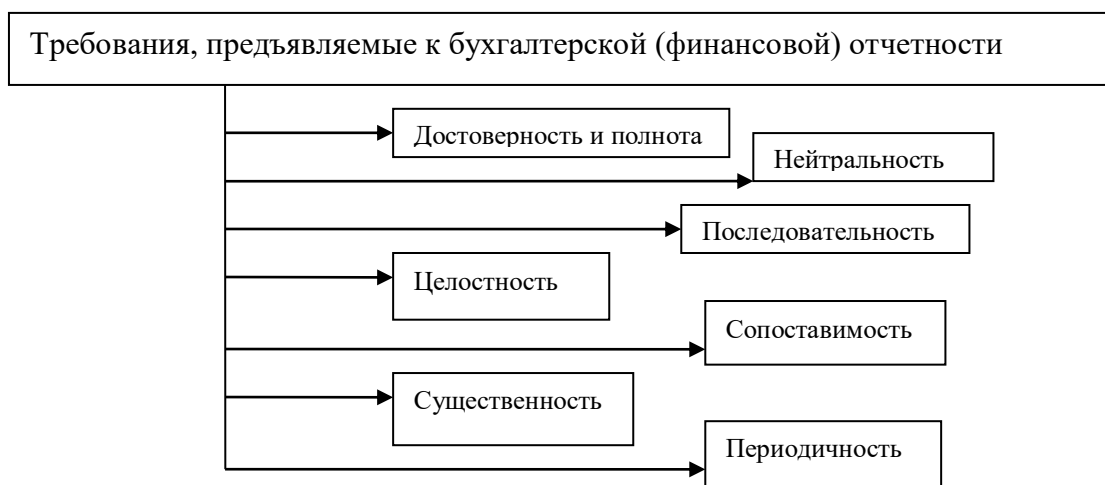 Требования, предъявляемые к бухгалтерской (финансовой) отчетности
Достоверность и полнота
Нейтральность
Последовательность
Целостность
Сопоставимость
Существенность
Периодичность